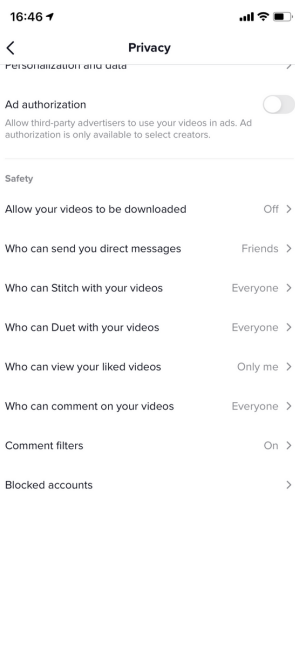 16:46
Privacy
Personalization and data
Ad authorization
Allow third-party advertisers to use your videos in ads. Ad
authorization is only available to select creators.
Safety
Allow your videos to be downloaded Off
Who can send you direct messages Friends
Who can Stitch with your videos Everyone
Who can Duet with your videos Everyone
Who can view your liked videos Only me
Who can comment on your videos Everyone
Comment filters On
Blocked accounts